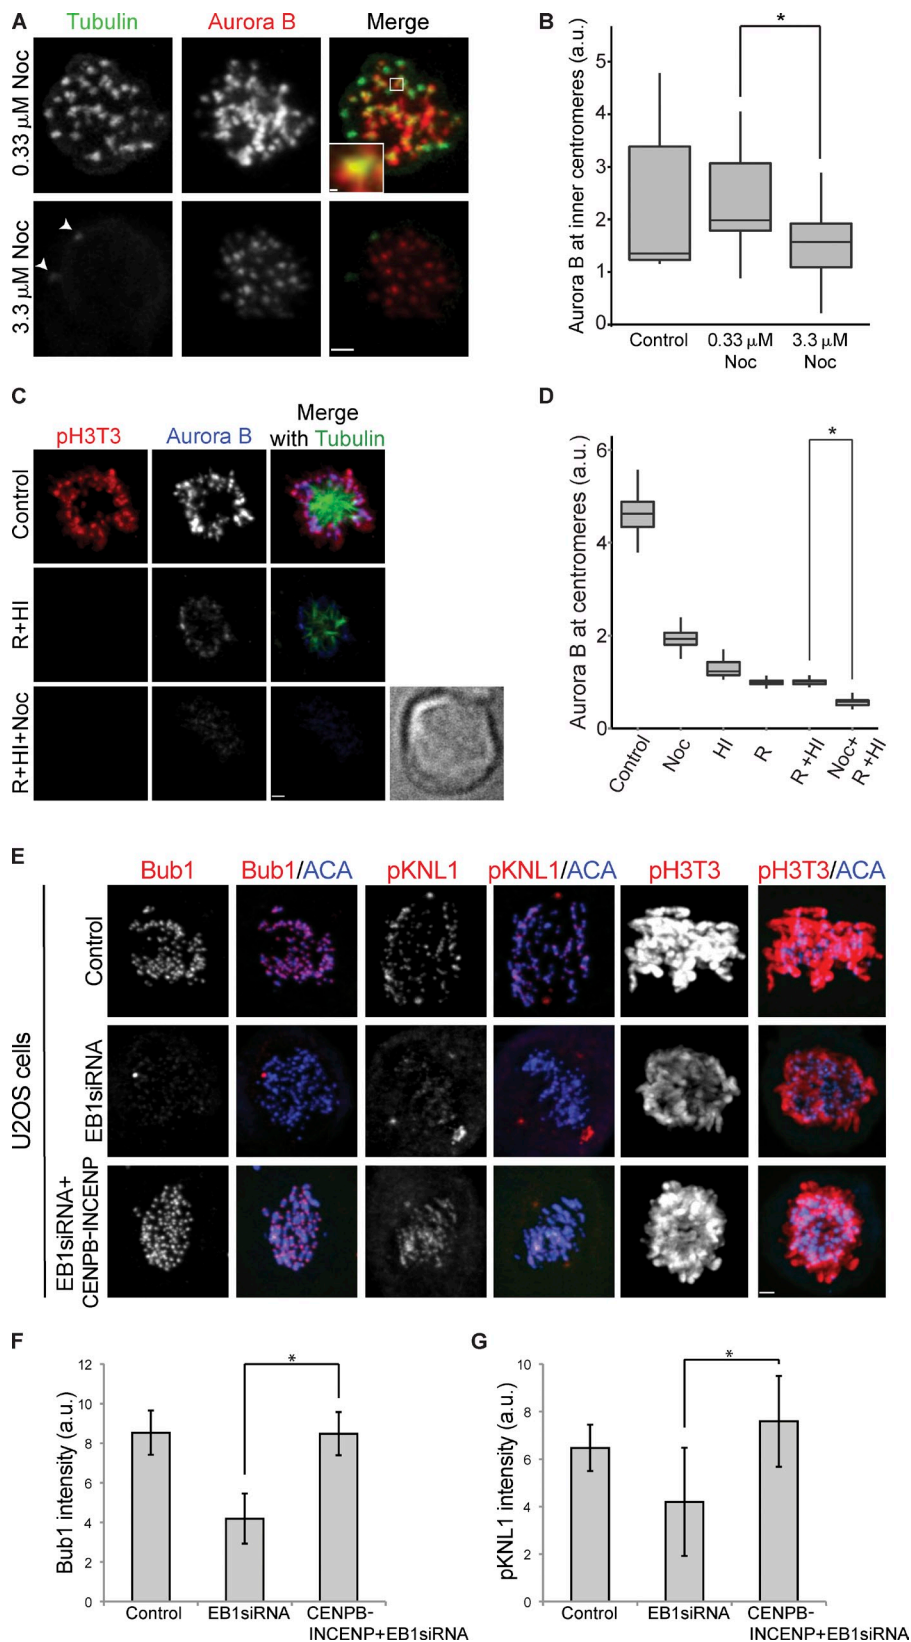 A
Tubulin
Aurora B
Merge
0.33 μM Noc
3.3 μM Noc
B
*
Aurora B at inner centromeres (a.u.)
5
4
3
2
1
0
Control
0.33 μM
Noc
3.3 μM
Noc
C
pH3T3
Aurora B
Merge
with Tubulin
Control
R+HI
R+HI+Noc
D
*
Aurora B at centromeres (a.u.)
6
4
2
0
Control
Noc
HI
R
R +HI
Noc+
R +HI
E
Bub1
Bub1/ACA
pKNL1
pKNL1/ACA
pH3T3
pH3T3/ACA
U2OS cells
Control
EB1siRNA
EB1siRNA+
CENPB-INCENP
F
*
Bub1 intensity (a.u.)
12
10
8
6
4
2
0
Control
EB1siRNA
CENPB-
INCENP+EB1siRNA
G
*
pKNL1 intensity (a.u.)
10
8
6
4
2
0
Control
EB1siRNA
CENPB-
INCENP+EB1siRNA